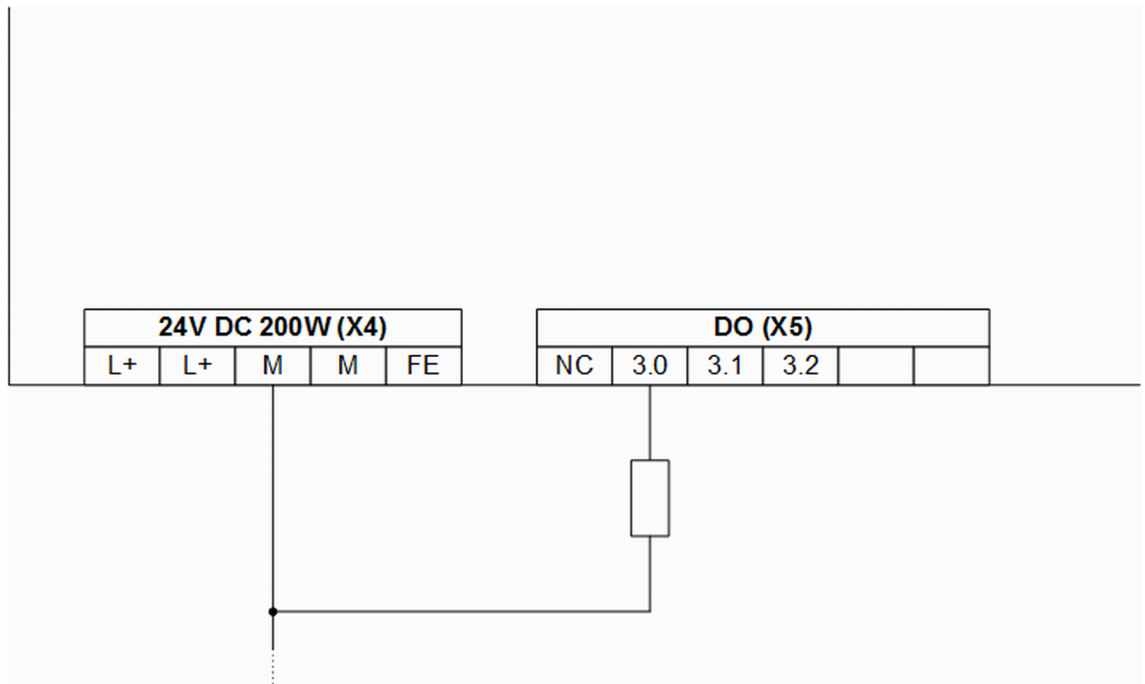 24V DC 200W (X4)
L+ L+ M M FE
DO (X5)
NC 3.0 3.1 3.2